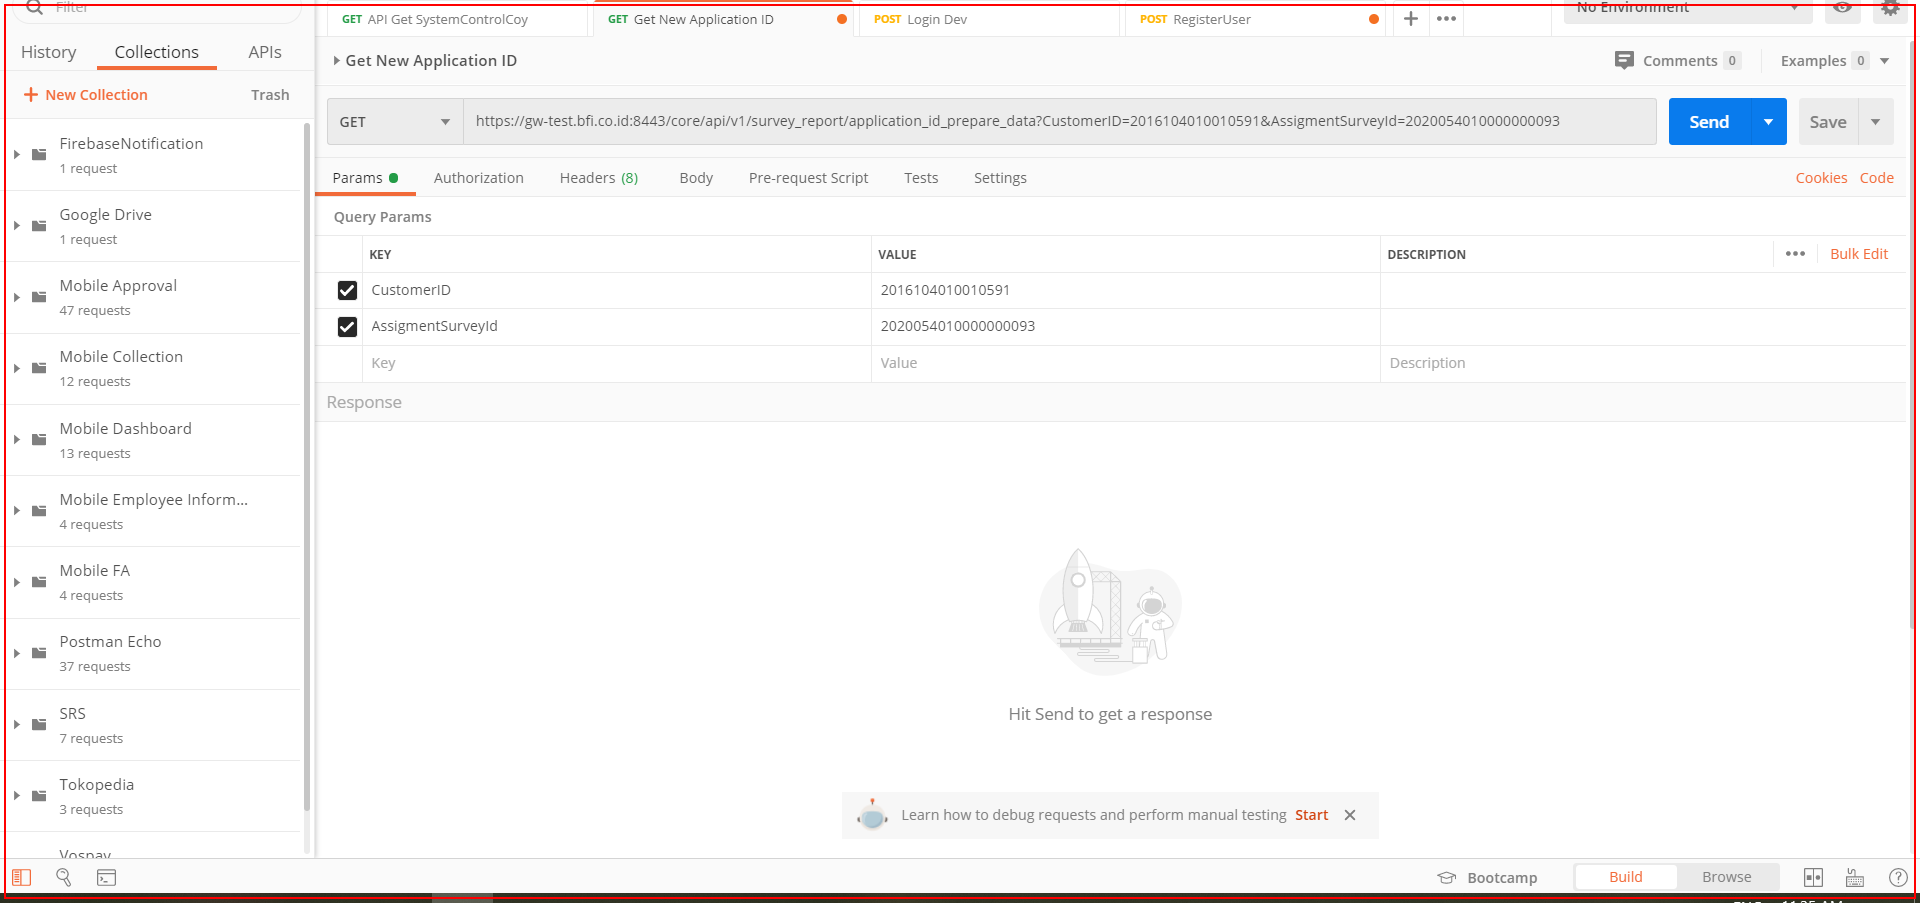 Filter
GET API Get SystemControlCoy
GET Get New Application ID
POST Login Dev
POST RegisterUser
No Environment
History Collections APIs
New Collection Trash
FirebaseNotification
1 request
Google Drive
1 request
Mobile Approval
47 requests
Mobile Collection
12 requests
Mobile Dashboard
13 requests
Mobile Employee Inform...
4 requests
Mobile FA
4 requests
Postman Echo
37 requests
SRS
7 requests
Tokopedia
3 requests
Vospay
Get New Application ID
Comments 0 Examples 0
GET https://gw-test.bfi.co.id:8443/core/api/v1/survey_report/application_id_prepare_data?CustomerID=2016104010010591&AssigmentSurveyId=2020054010000000093 Send Save
Params Authorization Headers (8) Body Pre-request Script Tests Settings Cookies Code
Query Params
KEY VALUE DESCRIPTION Bulk Edit
CustomerID 2016104010010591
AssigmentSurveyId 2020054010000000093
Key Value Description
Response
Hit Send to get a response
Learn how to debug requests and perform manual testing Start
Bootcamp Build Browse